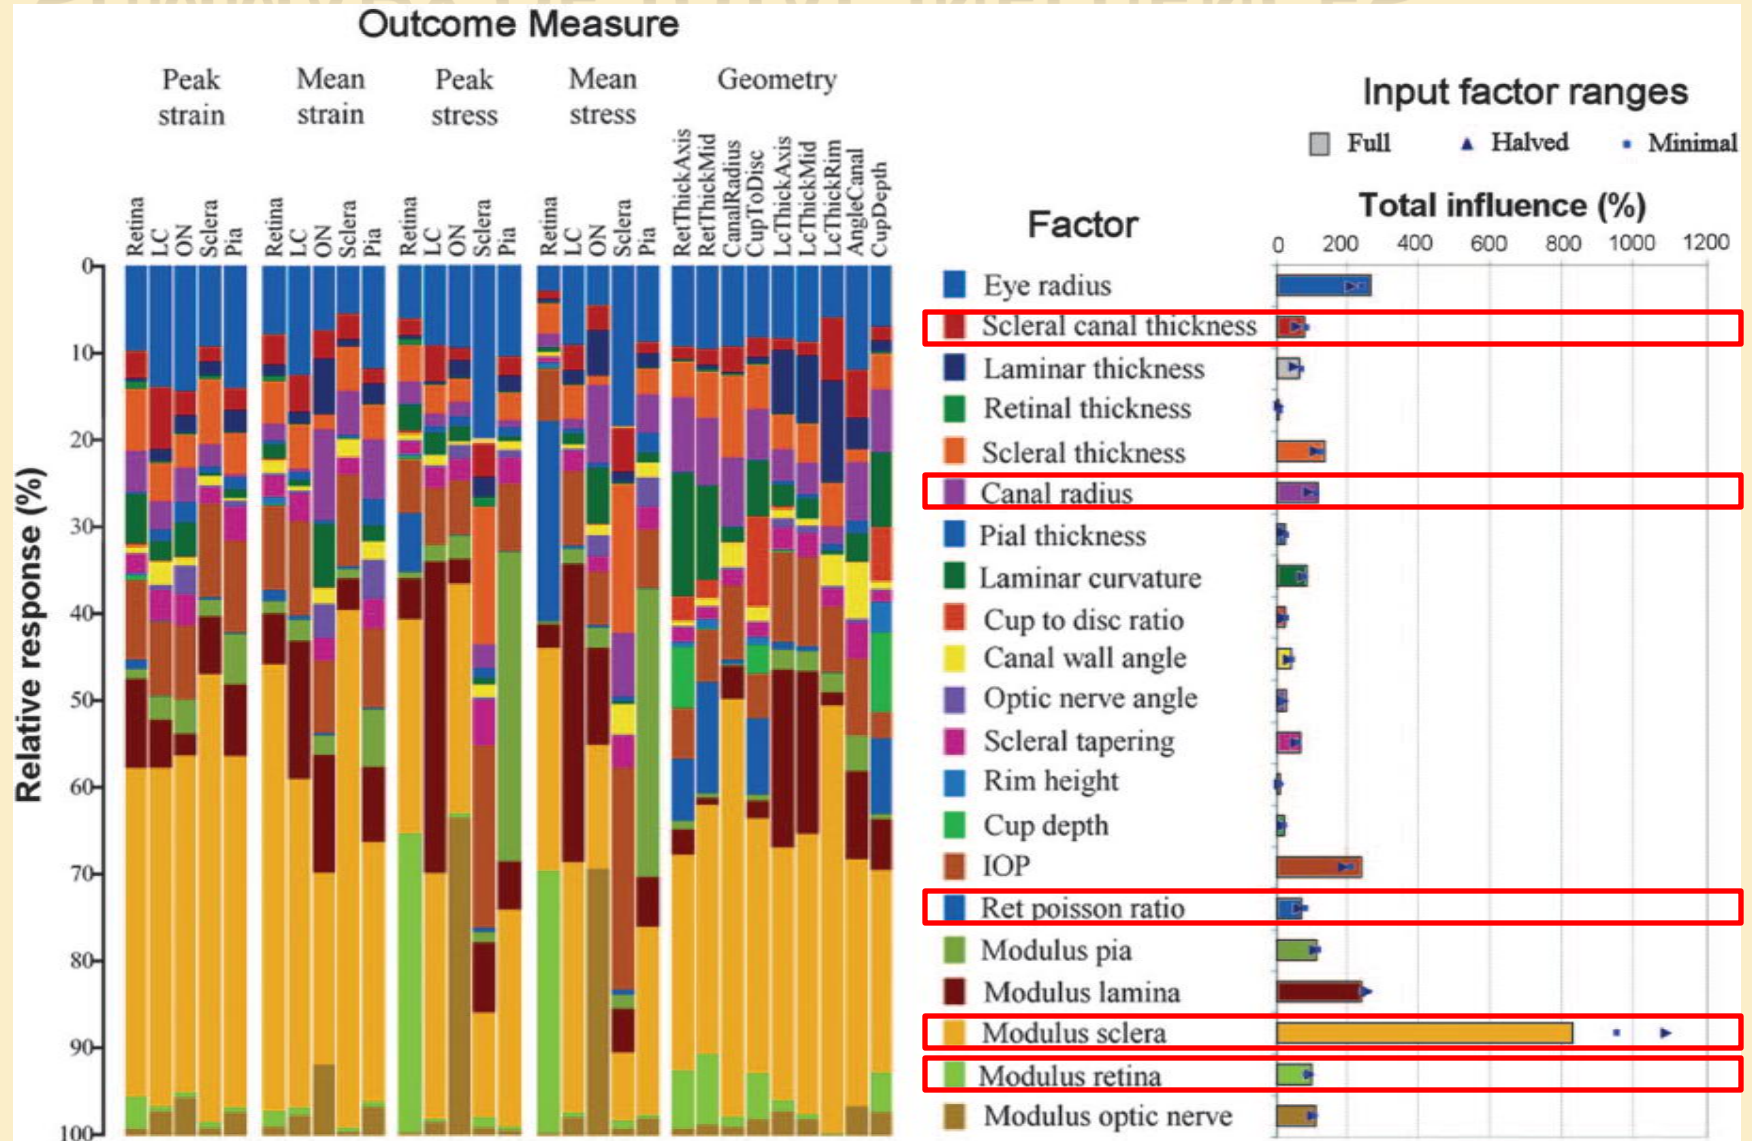 Outcome Measure
Peak strain
Mean strain
Peak stress
Mean stress
Geometry
Retina
LC
ON
Sclera
Pia
Retina
LC
ON
Sclera
Pia
Retina
LC
ON
Sclera
Pia
Retina
LC
ON
Sclera
Pia
RetThickAxis
RetThickMid
CanalRadius
CupToDisc
LcThickAxis
LcThickMid
LcThickRim
AngleCanal
CupDepth
Relative response (%)
0
10
20
30
40
50
60
70
80
90
100
Input factor ranges
Full
Halved
Minimal
Factor
Total influence (%)
0 200 400 600 800 1000 1200
Eye radius
Scleral canal thickness
Laminar thickness
Retinal thickness
Scleral thickness
Canal radius
Pial thickness
Laminar curvature
Cup to disc ratio
Canal wall angle
Optic nerve angle
Scleral tapering
Rim height
Cup depth
IOP
Ret poisson ratio
Modulus pia
Modulus lamina
Modulus sclera
Modulus retina
Modulus optic nerve